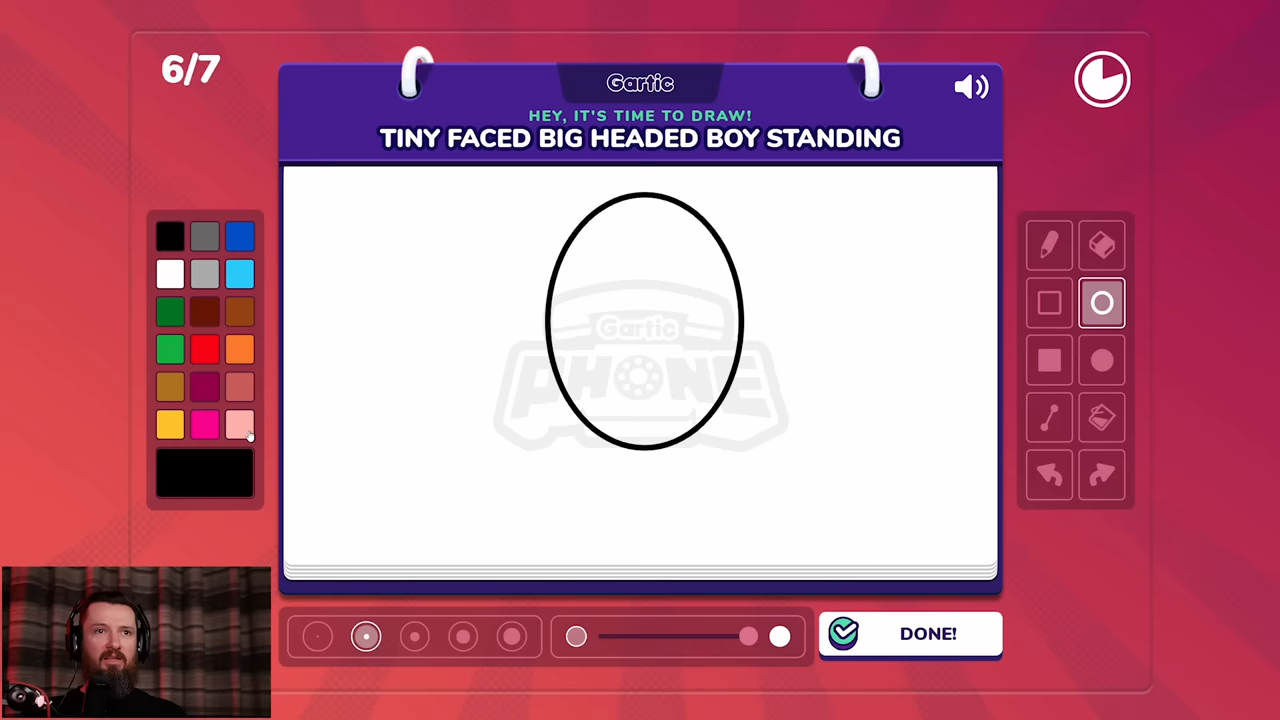 6/7
Gartic
HEY, IT'S TIME TO DRAW!
TINY FACED BIG HEADED BOY STANDING
Gartic
PHONE
DONE!